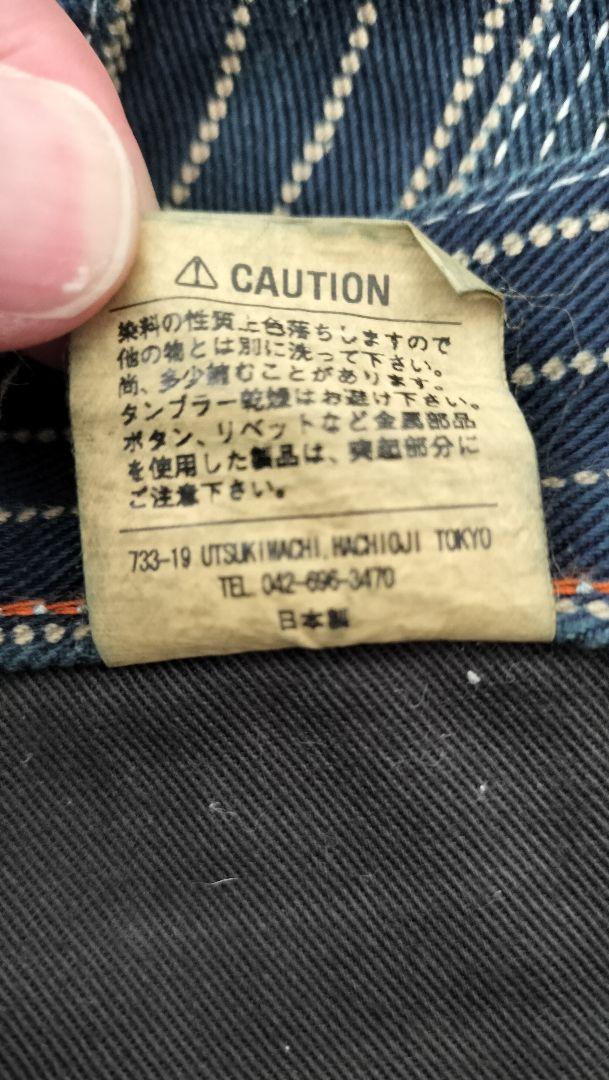 ⚠ CAUTION
染料の性質上色落ちしますので
他の物とは別に洗って下さい。
尚、多少縮むことがあります。
タンブラー乾燥はお避け下さい。
ボタン、リベットなど金属部品
を使用した製品は、突起部分に
ご注意下さい。
733-19 UTSUKIMACHI, HACHIOJI TOKYO
TEL 042-696-3470
日本製